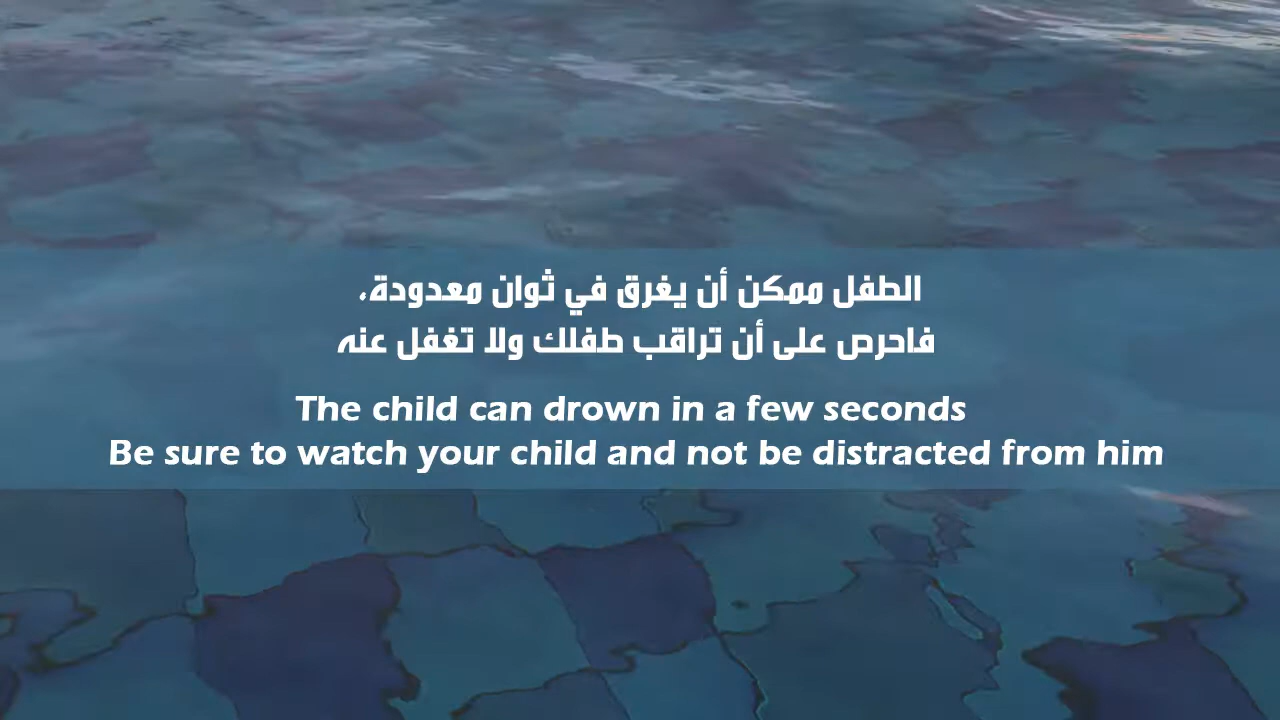 الطفل ممكن أن يغرق في ثوان معدودة،
فاحرص على أن تراقب طفلك ولا تغفل عنه
The child can drown in a few seconds
Be sure to watch your child and not be distracted from him